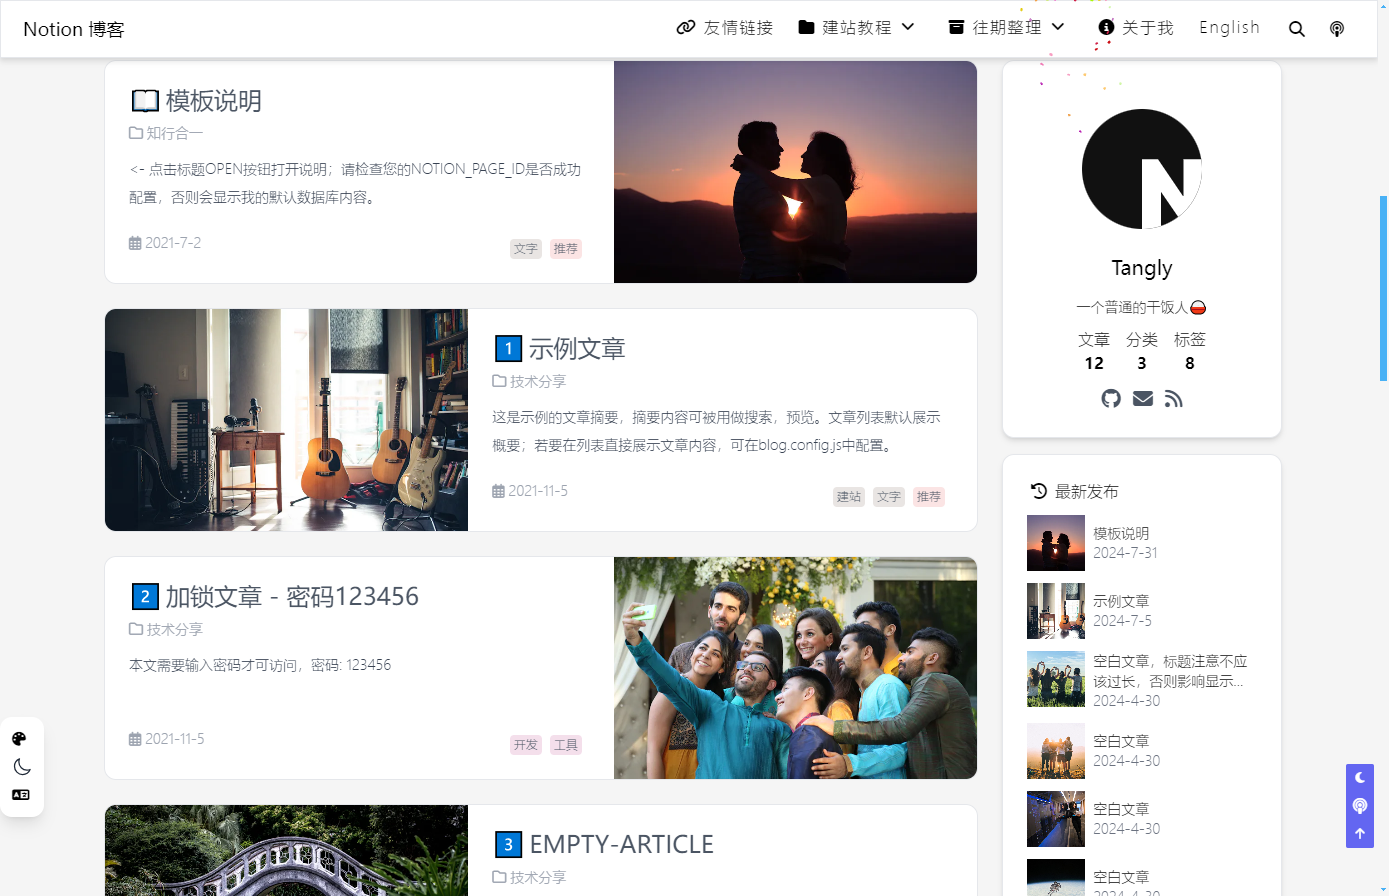 Notion 博客
友情链接
建站教程
往期整理
关于我
English
模板说明
知行合一
<- 点击标题OPEN按钮打开说明；请检查您的NOTION_PAGE_ID是否成功
配置，否则会显示我的默认数据库内容。
2021-7-2
文字
推荐
1 示例文章
技术分享
这是示例的文章摘要，摘要内容可被用做搜索，预览。文章列表默认展示
概要；若要在列表直接展示文章内容，可在blog.config.js中配置。
2021-11-5
建站
文字
推荐
2 加锁文章 - 密码123456
技术分享
本文需要输入密码才可访问，密码: 123456
2021-11-5
开发
工具
3 EMPTY-ARTICLE
技术分享
N
Tangly
一个普通的干饭人
文章 分类 标签
12 3 8
最新发布
模板说明
2024-7-31
示例文章
2024-7-5
空白文章，标题注意不应
该过长，否则影响显示...
2024-4-30
空白文章
2024-4-30
空白文章
2024-4-30
空白文章
2024-4-30